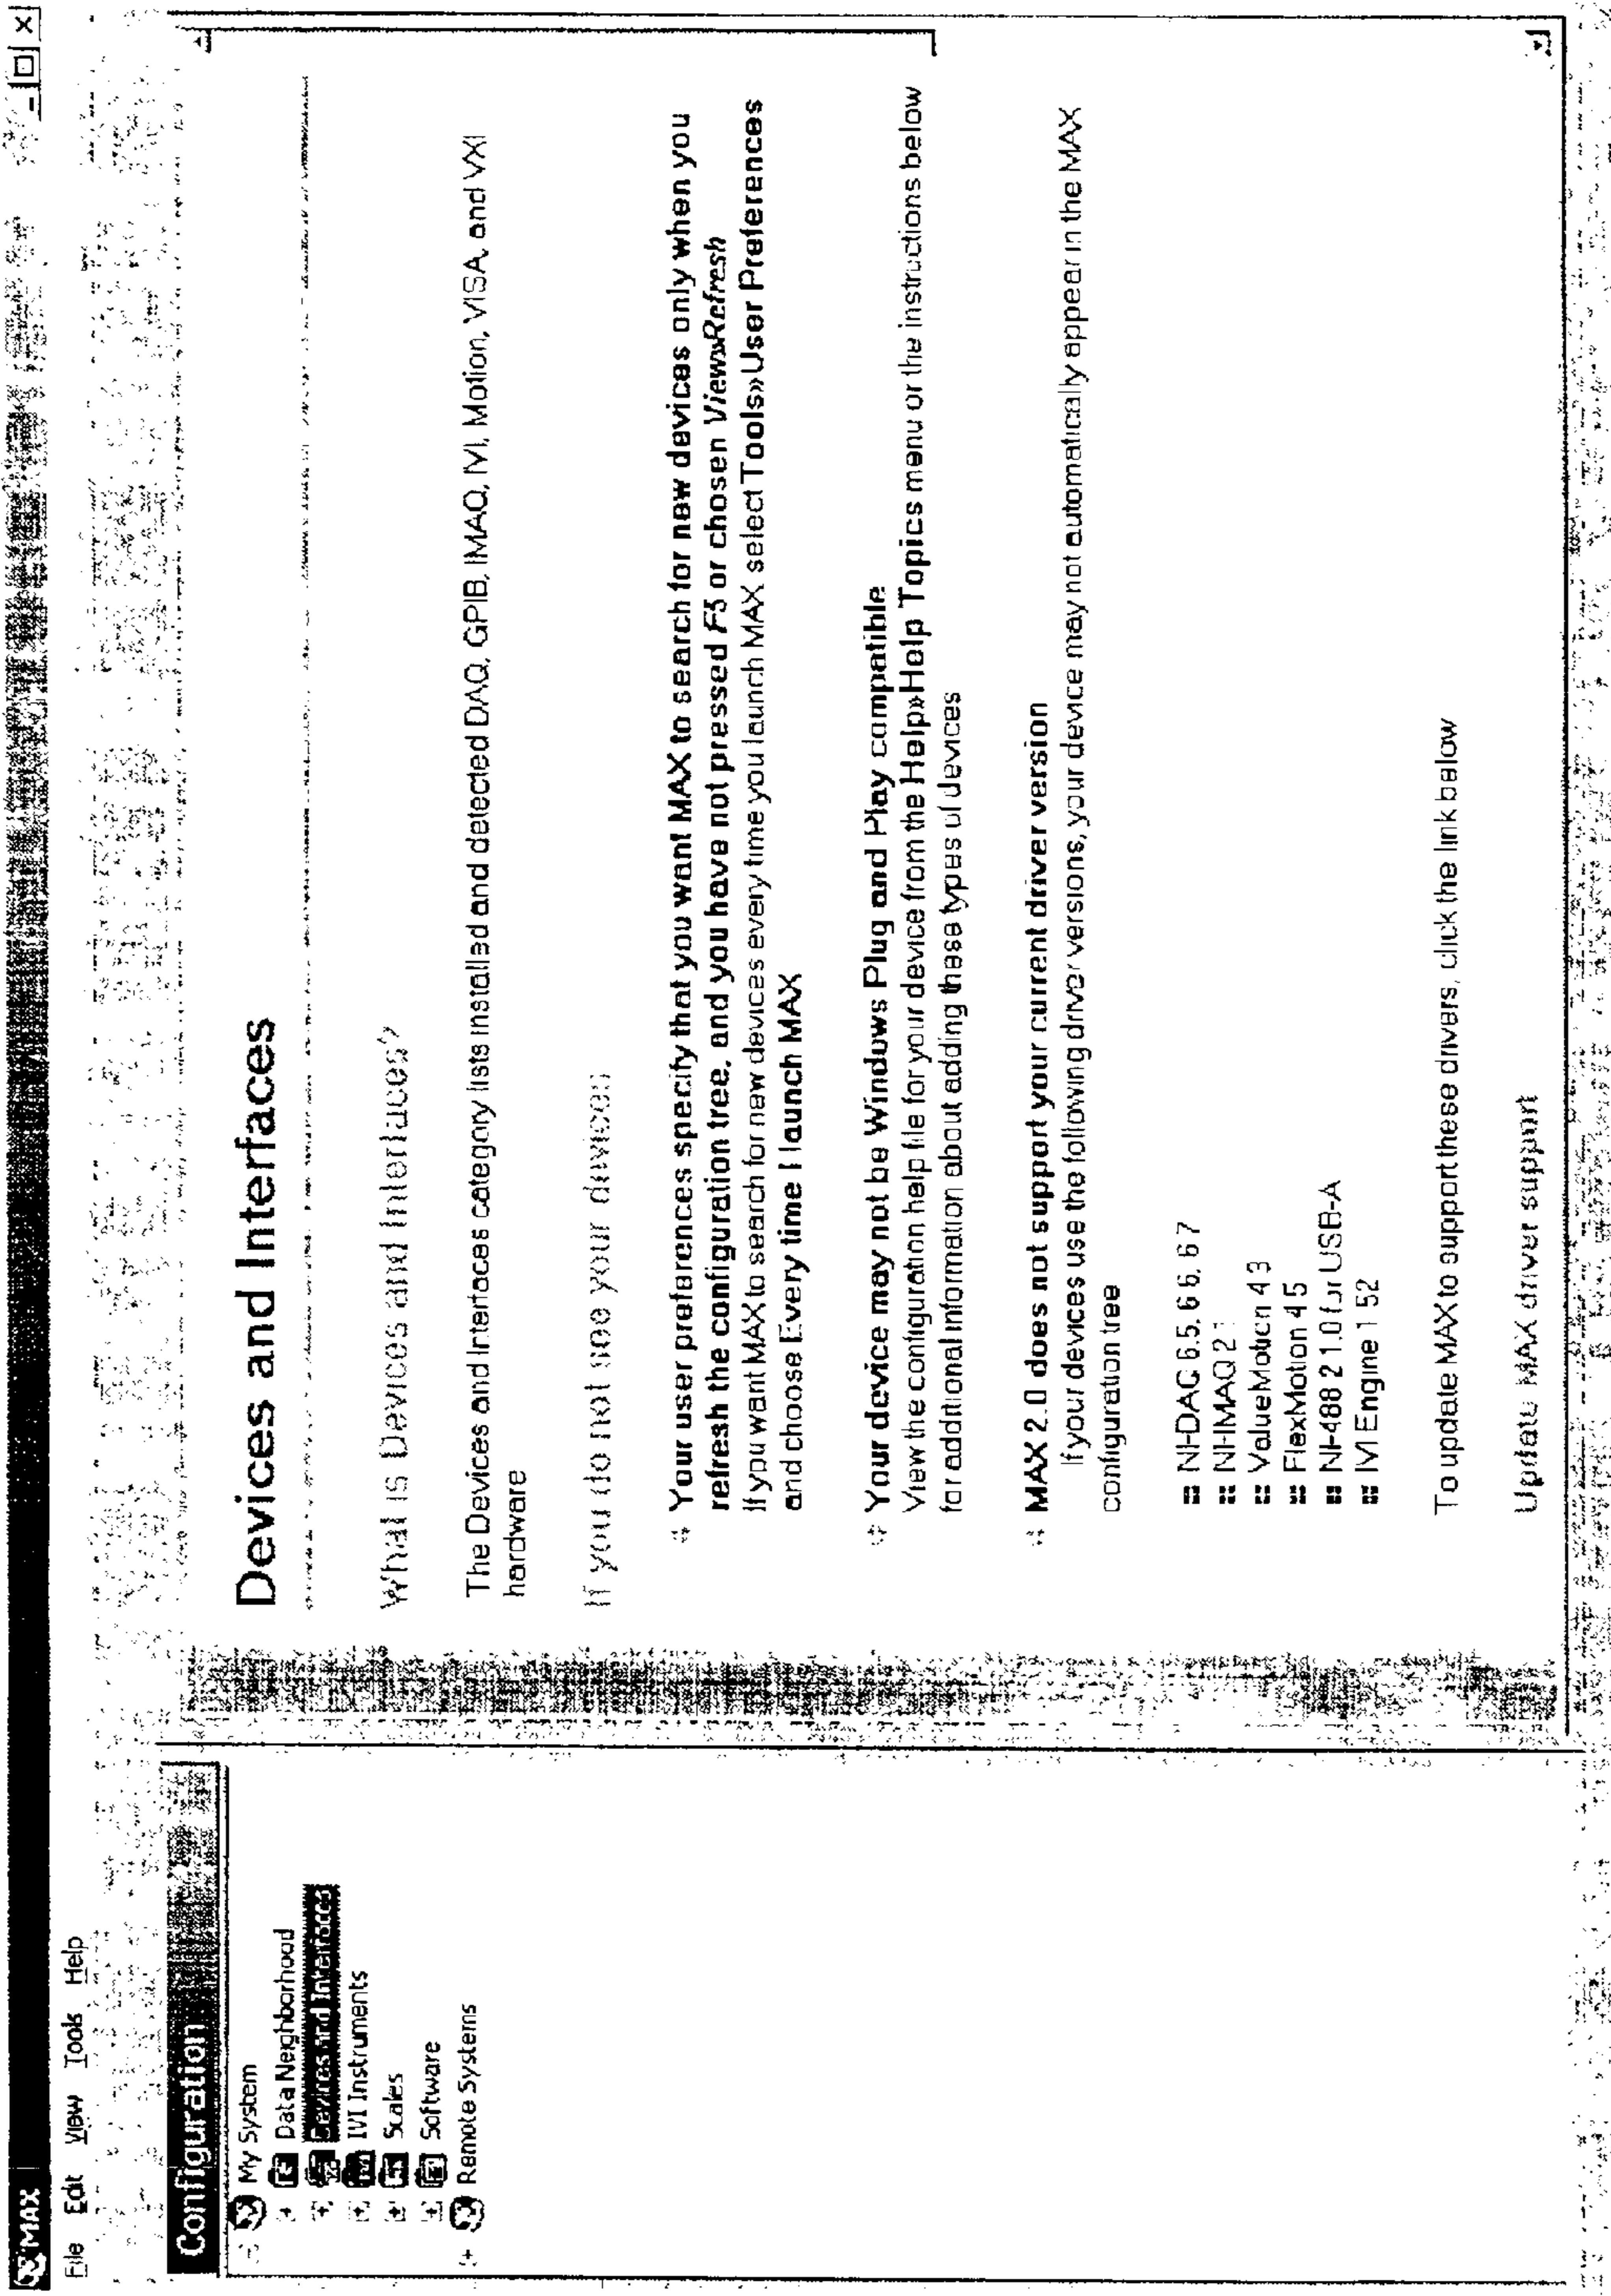 MAX
File Edit View Tools Help
Configuration
My System
Data Neighborhood
Devices and Interfaces
IVI Instruments
Scales
Software
Remote Systems
Devices and Interfaces
What is Devices and Interfaces?
The Devices and Interfaces category lists installed and detected DAQ, GPIB, IMAQ, IVI, Motion, VISA, and VXI
hardware
If you do not see your devices
Your user preferences specify that you want MAX to search for new devices only when you
refresh the configuration tree, and you have not pressed F5 or chosen View»Refresh
If you want MAX to search for new devices every time you launch MAX select Tools»User Preferences
and choose Every time I launch MAX
Your device may not be Windows Plug and Play compatible
View the configuration help file for your device from the Help»Help Topics menu or the instructions below
for additional information about adding these types of devices
MAX 2.0 does not support your current driver version
If your devices use the following driver versions, your device may not automatically appear in the MAX
configuration tree
NI-DAQ 6.5, 6 6, 6 7
NI-IMAQ 2 1
ValueMotion 4 3
FlexMotion 4 5
NI-488 2 1.0 for USB-A
IVI Engine 1 52
To update MAX to support these drivers, click the link below
Update MAX driver support